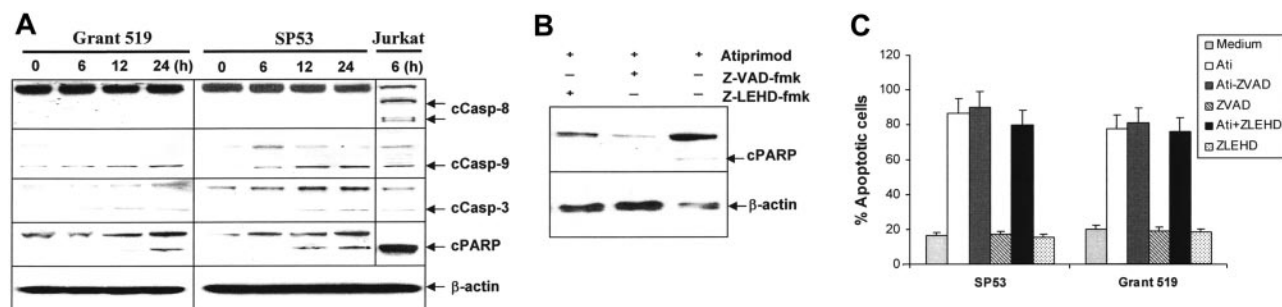 A
Grant 519 SP53 Jurkat
0 6 12 24 (h) 0 6 12 24 6 (h)
cCasp-8
cCasp-9
cCasp-3
cPARP
β-actin
B
+ + + Atiprimod
− + − Z-VAD-fmk
+ − − Z-LEHD-fmk
cPARP
β-actin
C
% Apoptotic cells
120
100
80
60
40
20
0
SP53 Grant 519
Medium
Ati
Ati-ZVAD
ZVAD
Ati+ZLEHD
ZLEHD